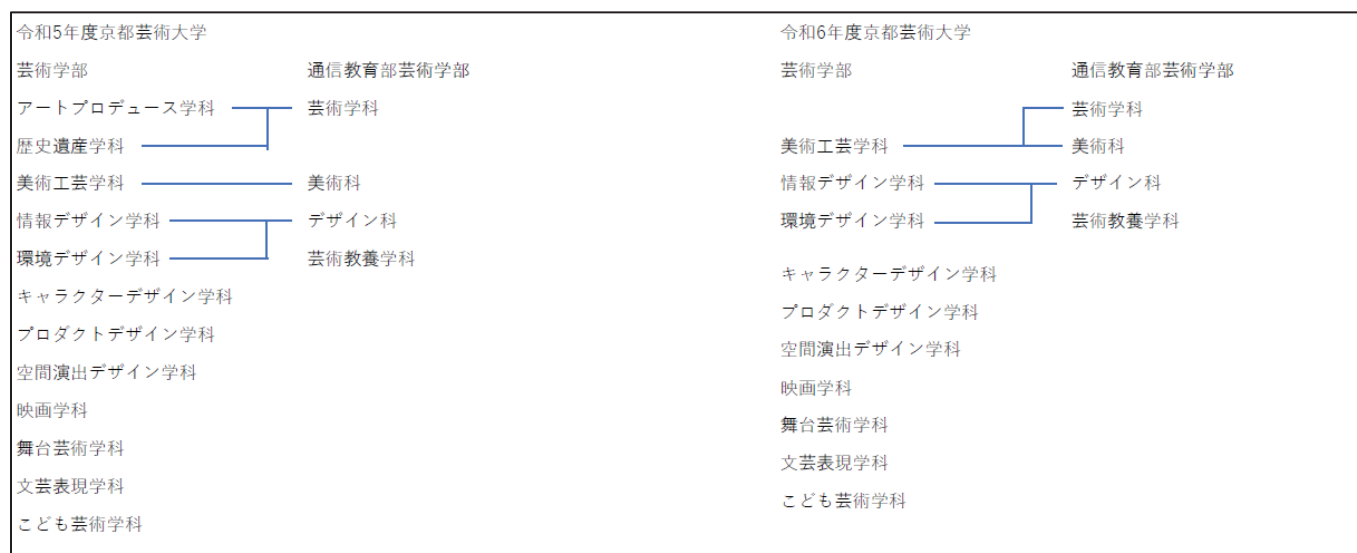 令和5年度京都芸術大学
芸術学部 通信教育部芸術学部
アートプロデュース学科 芸術学科
歴史遺産学科
美術工芸学科 美術科
情報デザイン学科 デザイン科
環境デザイン学科 芸術教養学科
キャラクターデザイン学科
プロダクトデザイン学科
空間演出デザイン学科
映画学科
舞台芸術学科
文芸表現学科
こども芸術学科
令和6年度京都芸術大学
芸術学部 通信教育部芸術学部
芸術学科
美術工芸学科 美術科
情報デザイン学科 デザイン科
環境デザイン学科 芸術教養学科
キャラクターデザイン学科
プロダクトデザイン学科
空間演出デザイン学科
映画学科
舞台芸術学科
文芸表現学科
こども芸術学科